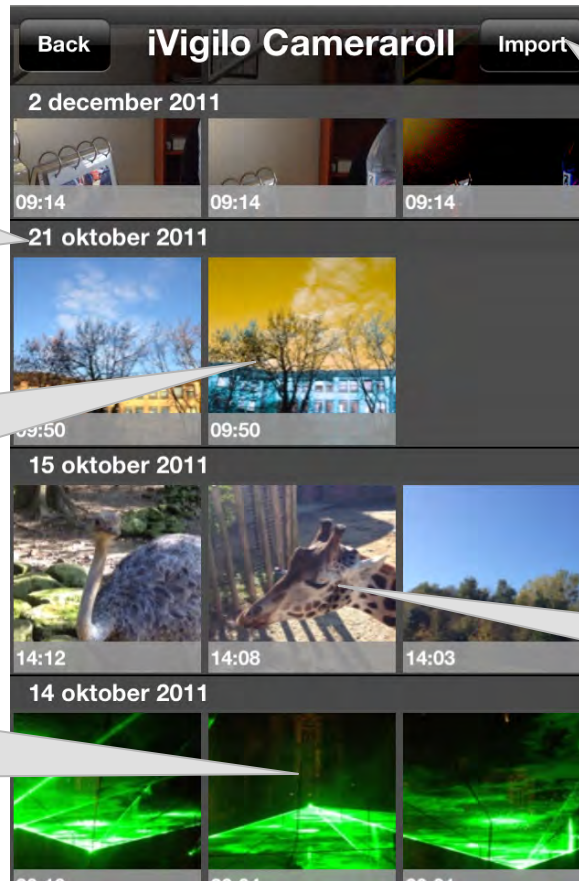 Back iVigilo Cameraroll Import
2 december 2011
09:14 09:14 09:14
21 oktober 2011
09:50 09:50
15 oktober 2011
14:12 14:08 14:03
14 oktober 2011